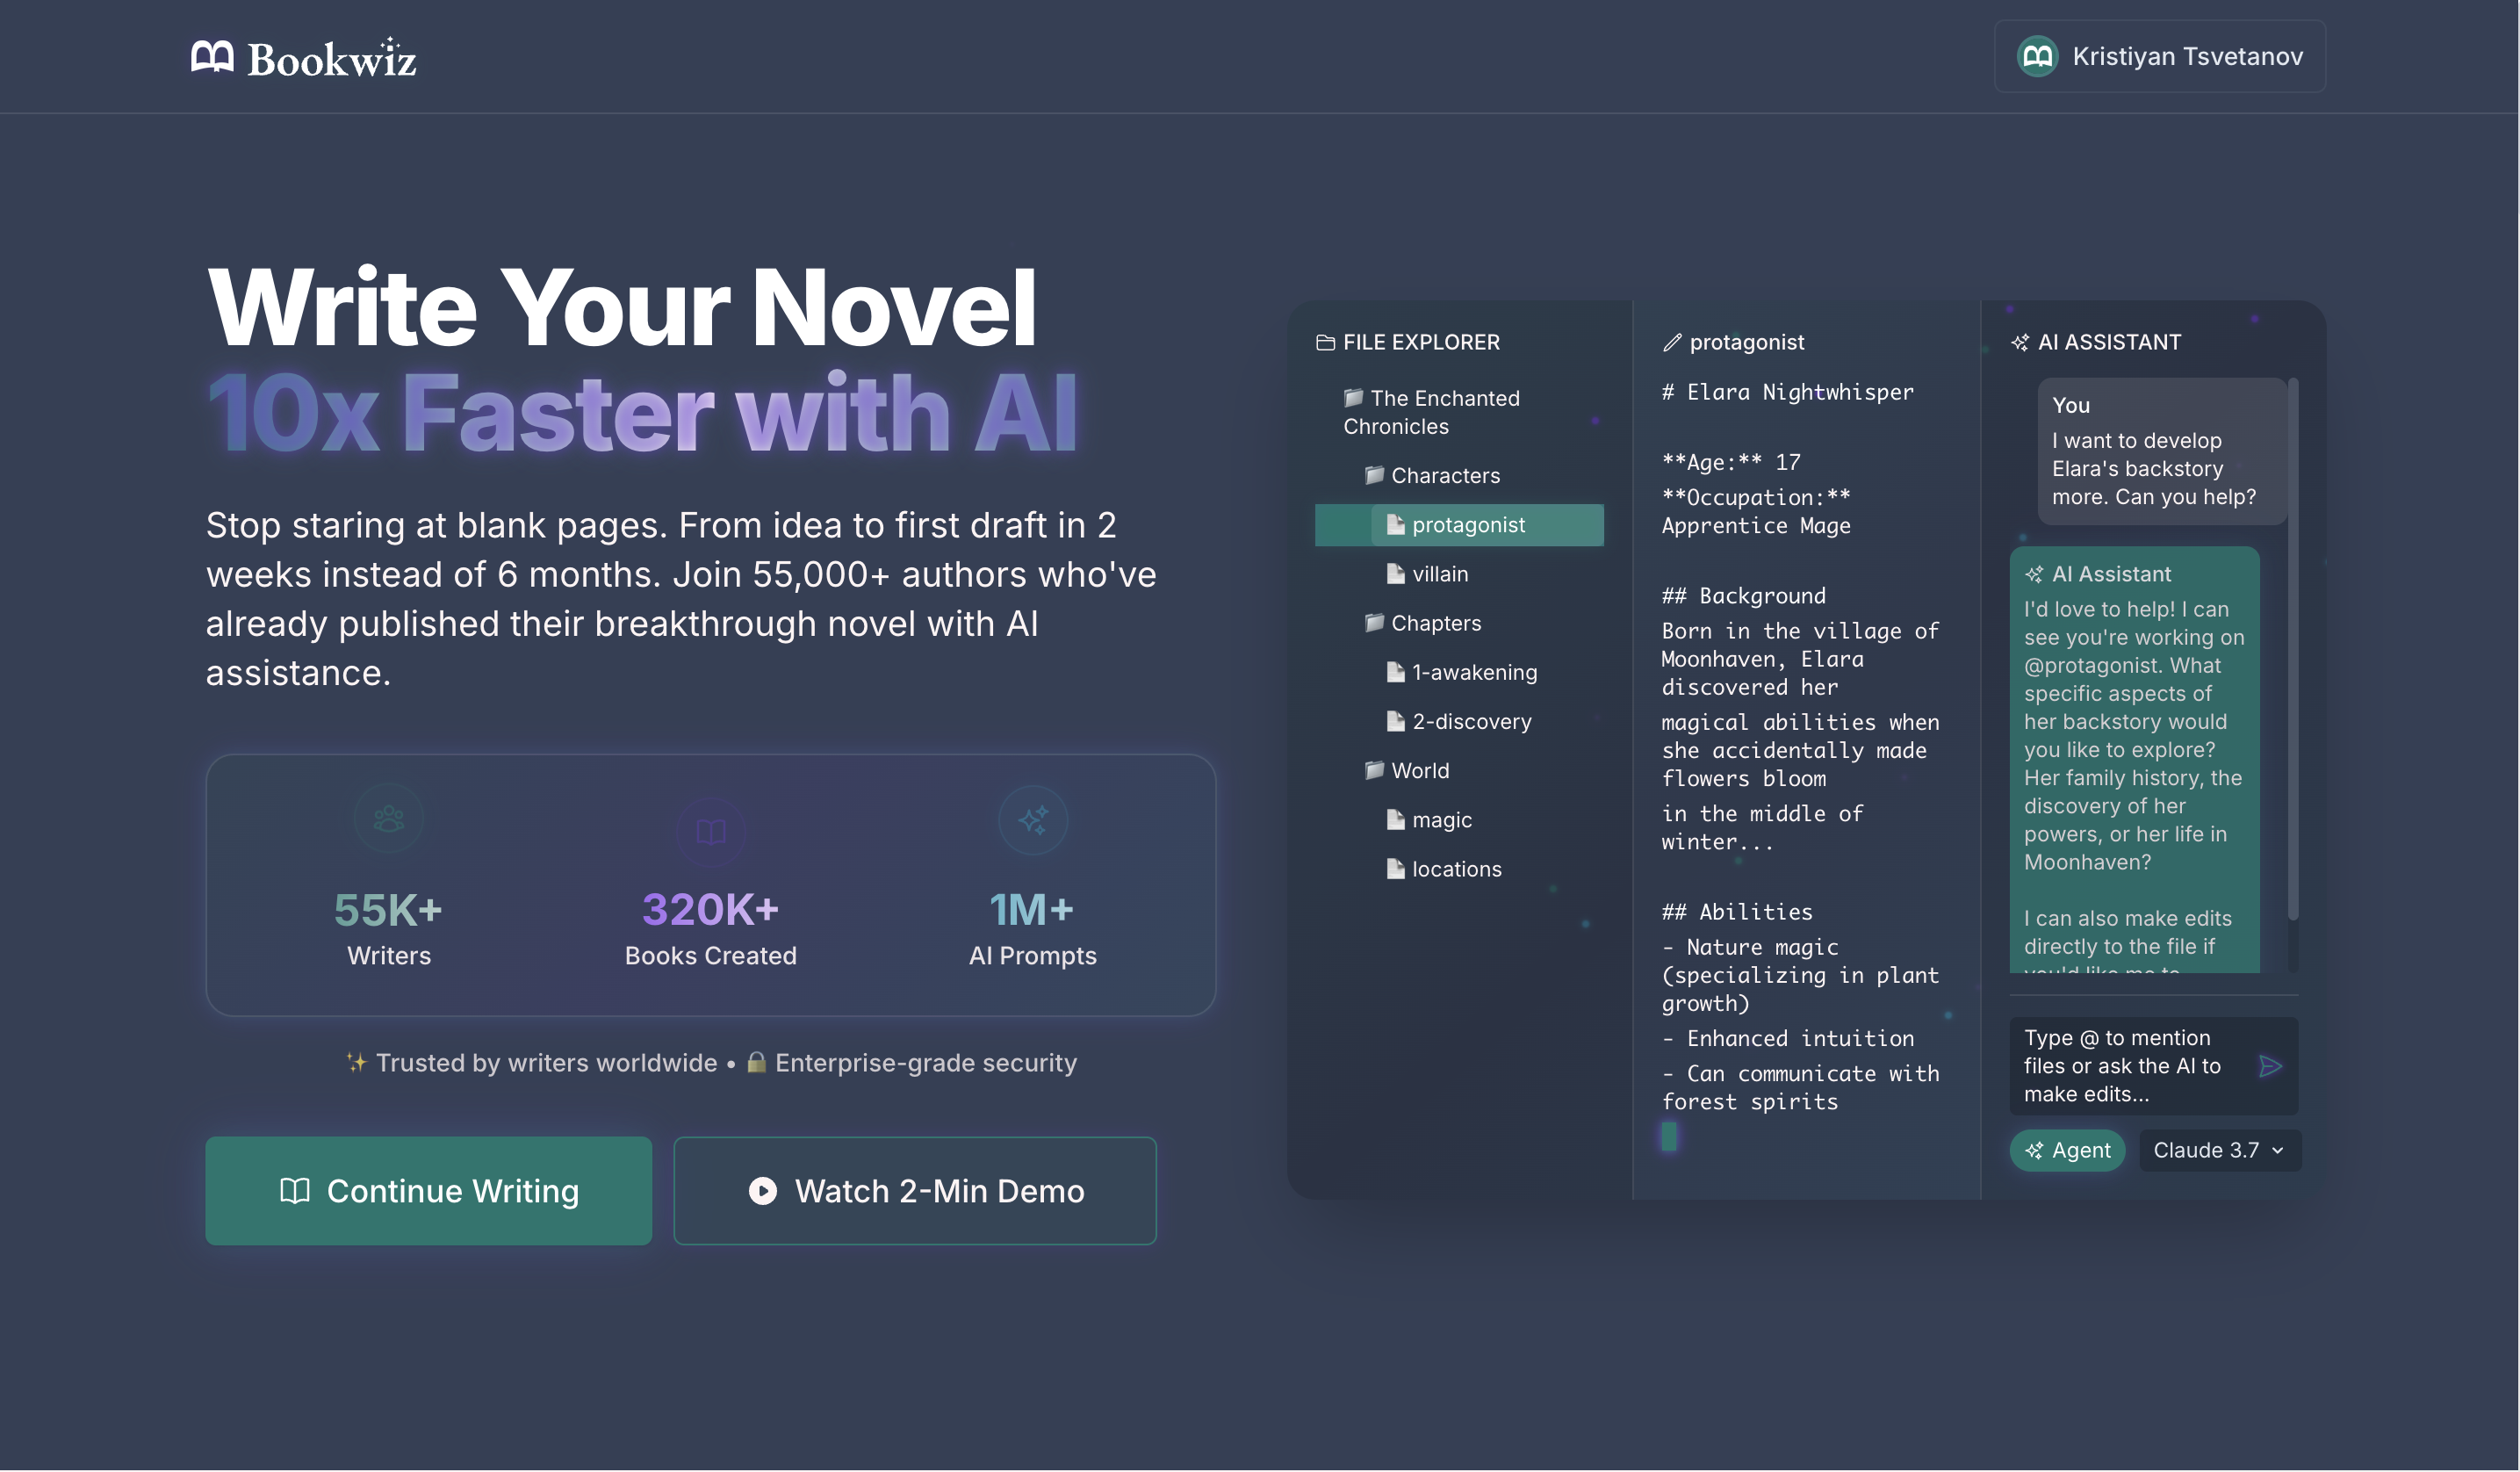 Bookwiz
Kristiyan Tsvetanov
Write Your Novel
10x Faster with AI
Stop staring at blank pages. From idea to first draft in 2
weeks instead of 6 months. Join 55,000+ authors who've
already published their breakthrough novel with AI
assistance.
55K+
Writers
320K+
Books Created
1M+
AI Prompts
✨ Trusted by writers worldwide • 🔒 Enterprise-grade security
Continue Writing
Watch 2-Min Demo
FILE EXPLORER
The Enchanted
Chronicles
Characters
protagonist
villain
Chapters
1-awakening
2-discovery
World
magic
locations
protagonist
# Elara Nightwhisper
**Age:** 17
**Occupation:**
Apprentice Mage
## Background
Born in the village of
Moonhaven, Elara
discovered her
magical abilities when
she accidentally made
flowers bloom
in the middle of
winter...
## Abilities
- Nature magic
(specializing in plant
growth)
- Enhanced intuition
- Can communicate with
forest spirits
AI ASSISTANT
You
I want to develop
Elara's backstory
more. Can you help?
AI Assistant
I'd love to help! I can
see you're working on
@protagonist. What
specific aspects of
her backstory would
you like to explore?
Her family history, the
discovery of her
powers, or her life in
Moonhaven?
I can also make edits
directly to the file if
you'd like me to
Type @ to mention
files or ask the AI to
make edits...
Agent
Claude 3.7